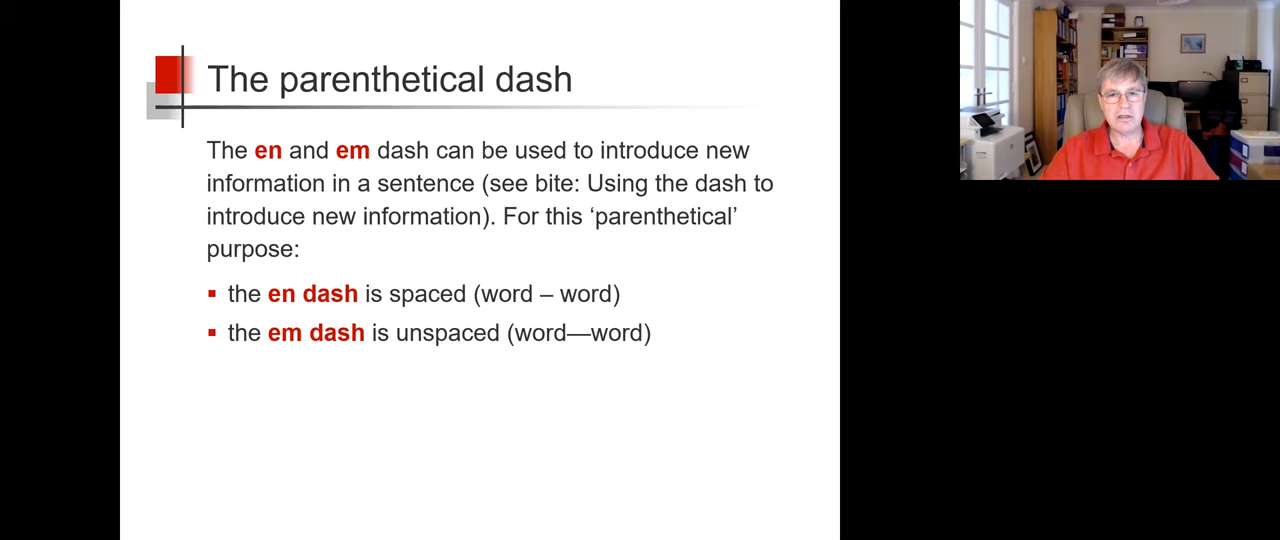 The parenthetical dash
The en and em dash can be used to introduce new
information in a sentence (see bite: Using the dash to
introduce new information). For this ‘parenthetical’
purpose:
▪ the en dash is spaced (word – word)
▪ the em dash is unspaced (word—word)